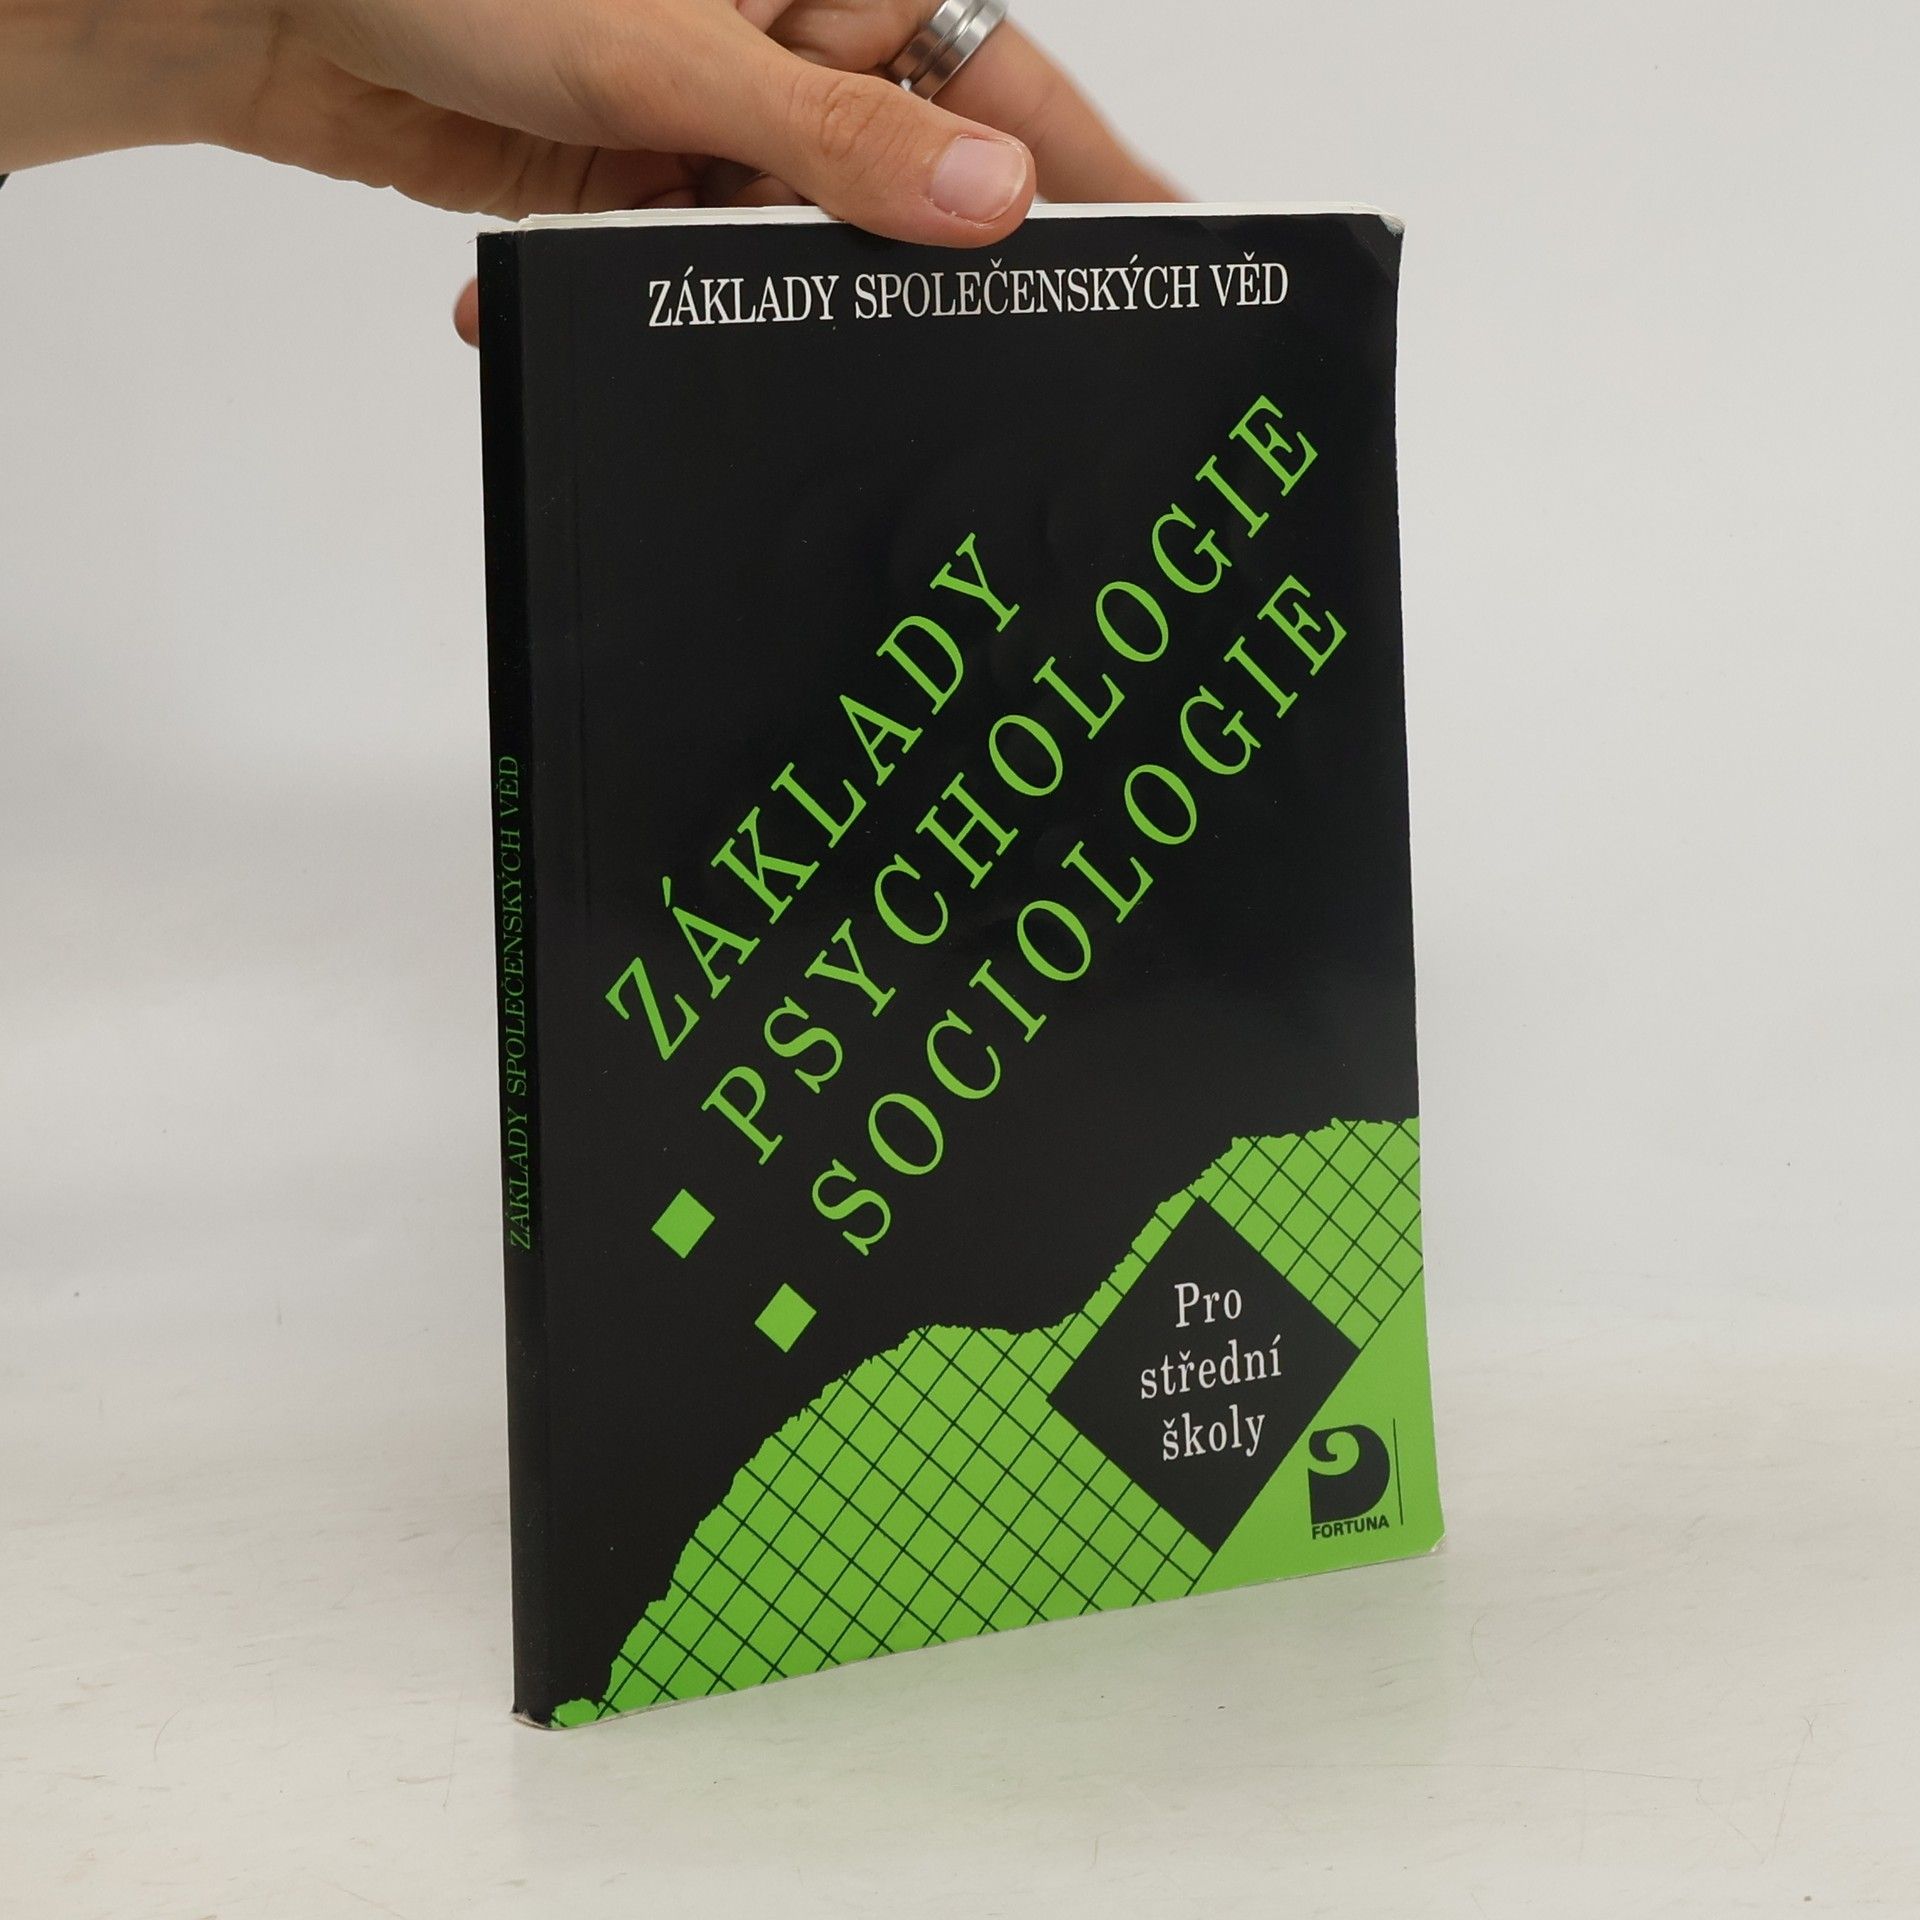 ZÁKLADY SPOLEČENSKÝCH VĚD
ZÁKLADY
PSYCHOLOGIE
SOCIOLOGIE
Pro
střední
školy
FORTUNA
ZÁKLADY SPOLEČENSKÝCH VĚD